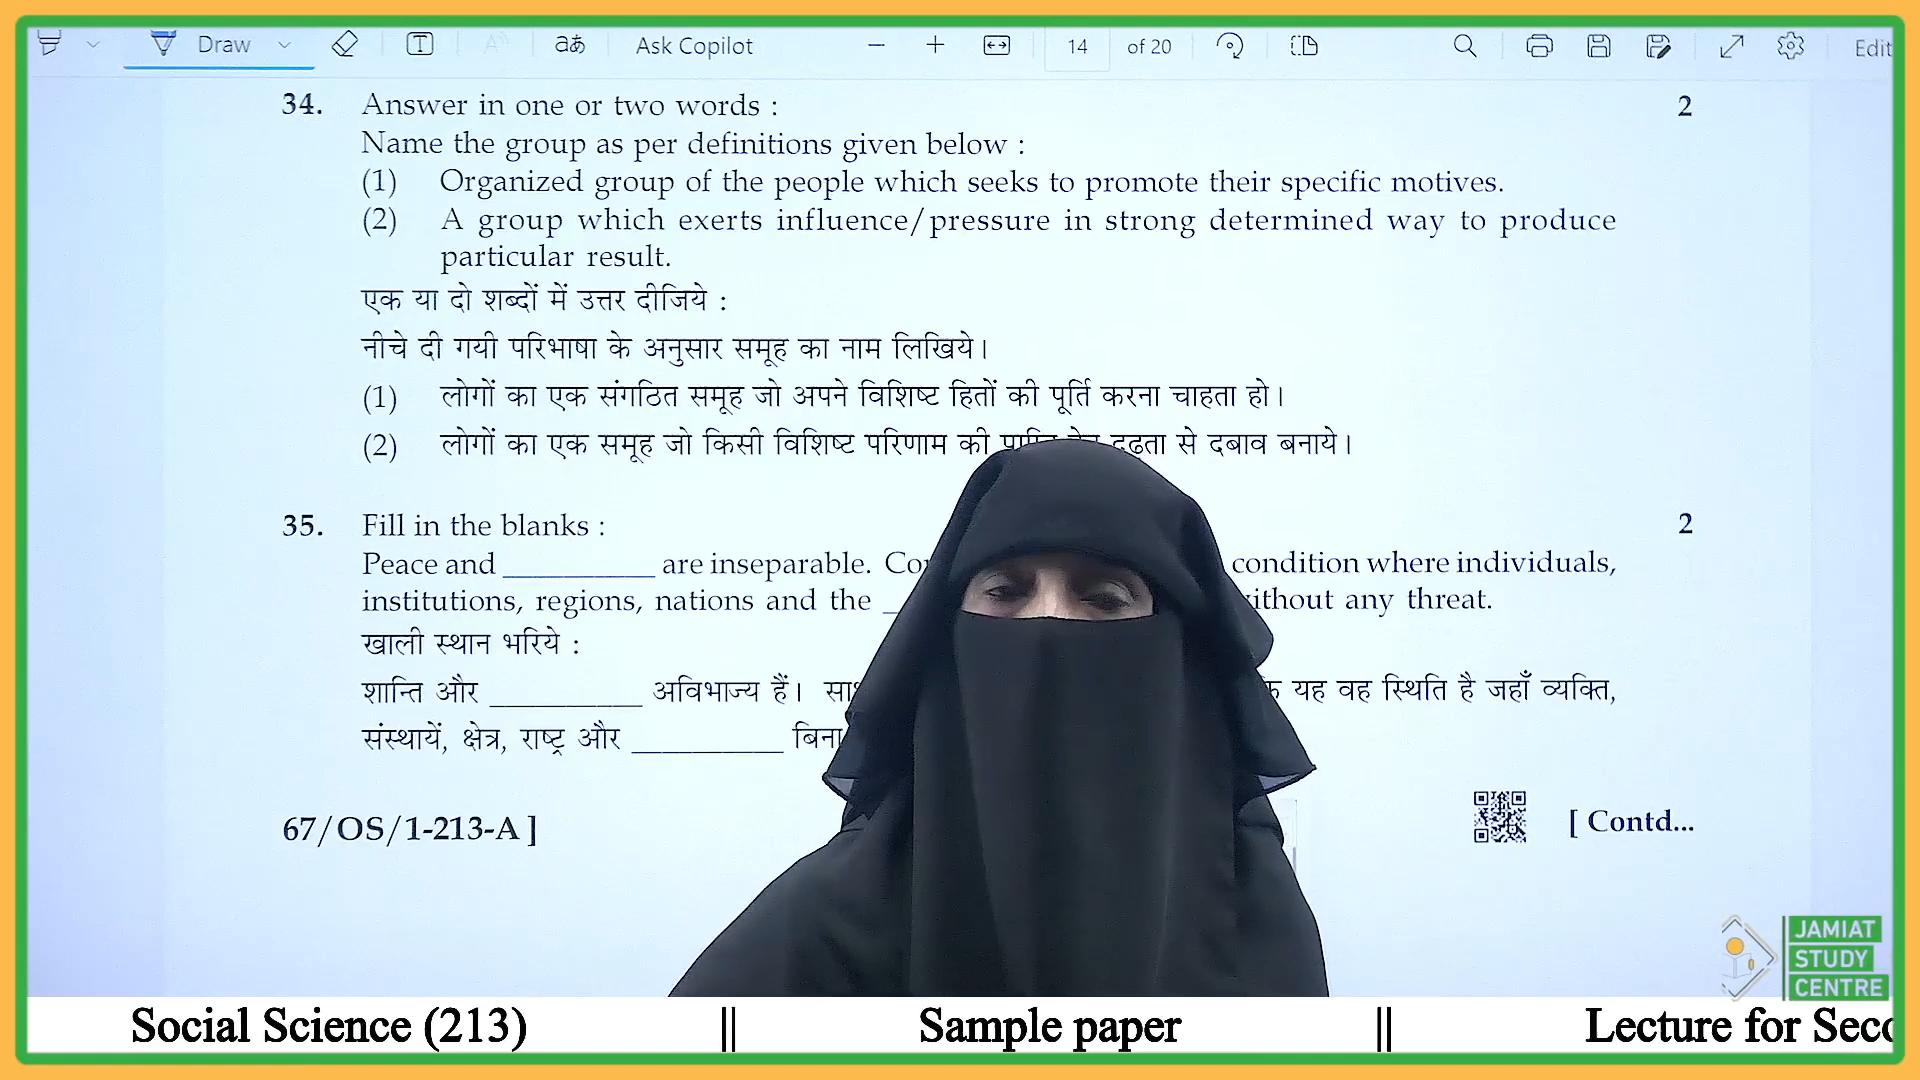 Draw
Ask Copilot
14 of 20
Edit
34. Answer in one or two words : 2
Name the group as per definitions given below :
(1) Organized group of the people which seeks to promote their specific motives.
(2) A group which exerts influence/pressure in strong determined way to produce
particular result.
एक या दो शब्दों में उत्तर दीजिये :
नीचे दी गयी परिभाषा के अनुसार समूह का नाम लिखिये।
(1) लोगों का एक संगठित समूह जो अपने विशिष्ट हितों की पूर्ति करना चाहता हो।
(2) लोगों का एक समूह जो किसी विशिष्ट परिणाम की दृढ़ता से दबाव बनाये।
35. Fill in the blanks : 2
Peace and __________ are inseparable. condition where individuals,
institutions, regions, nations and the without any threat.
खाली स्थान भरिये :
शान्ति और __________ अविभाज्य हैं। यह वह स्थिति है जहाँ व्यक्ति,
संस्थायें, क्षेत्र, राष्ट्र और __________ बिना
67/OS/1-213-A ] [ Contd...
JAMIAT
STUDY
CENTRE
Social Science (213) || Sample paper || Lecture for